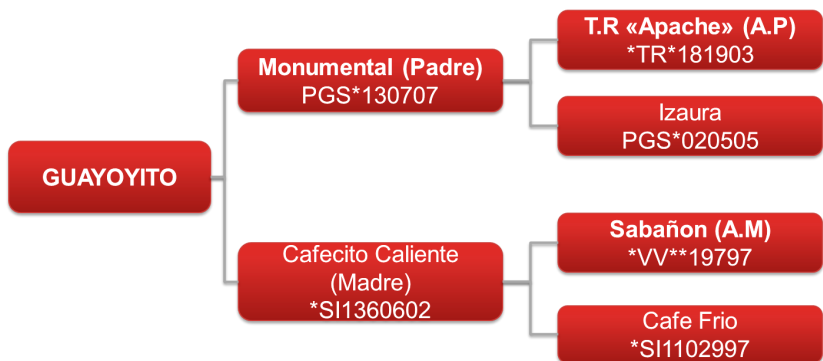 GUAYOYITO
Monumental (Padre)
PGS*130707
T.R «Apache» (A.P)
*TR*181903
Izaura
PGS*020505
Cafecito Caliente
(Madre)
*SI1360602
Sabañon (A.M)
*VV**19797
Cafe Frio
*SI1102997